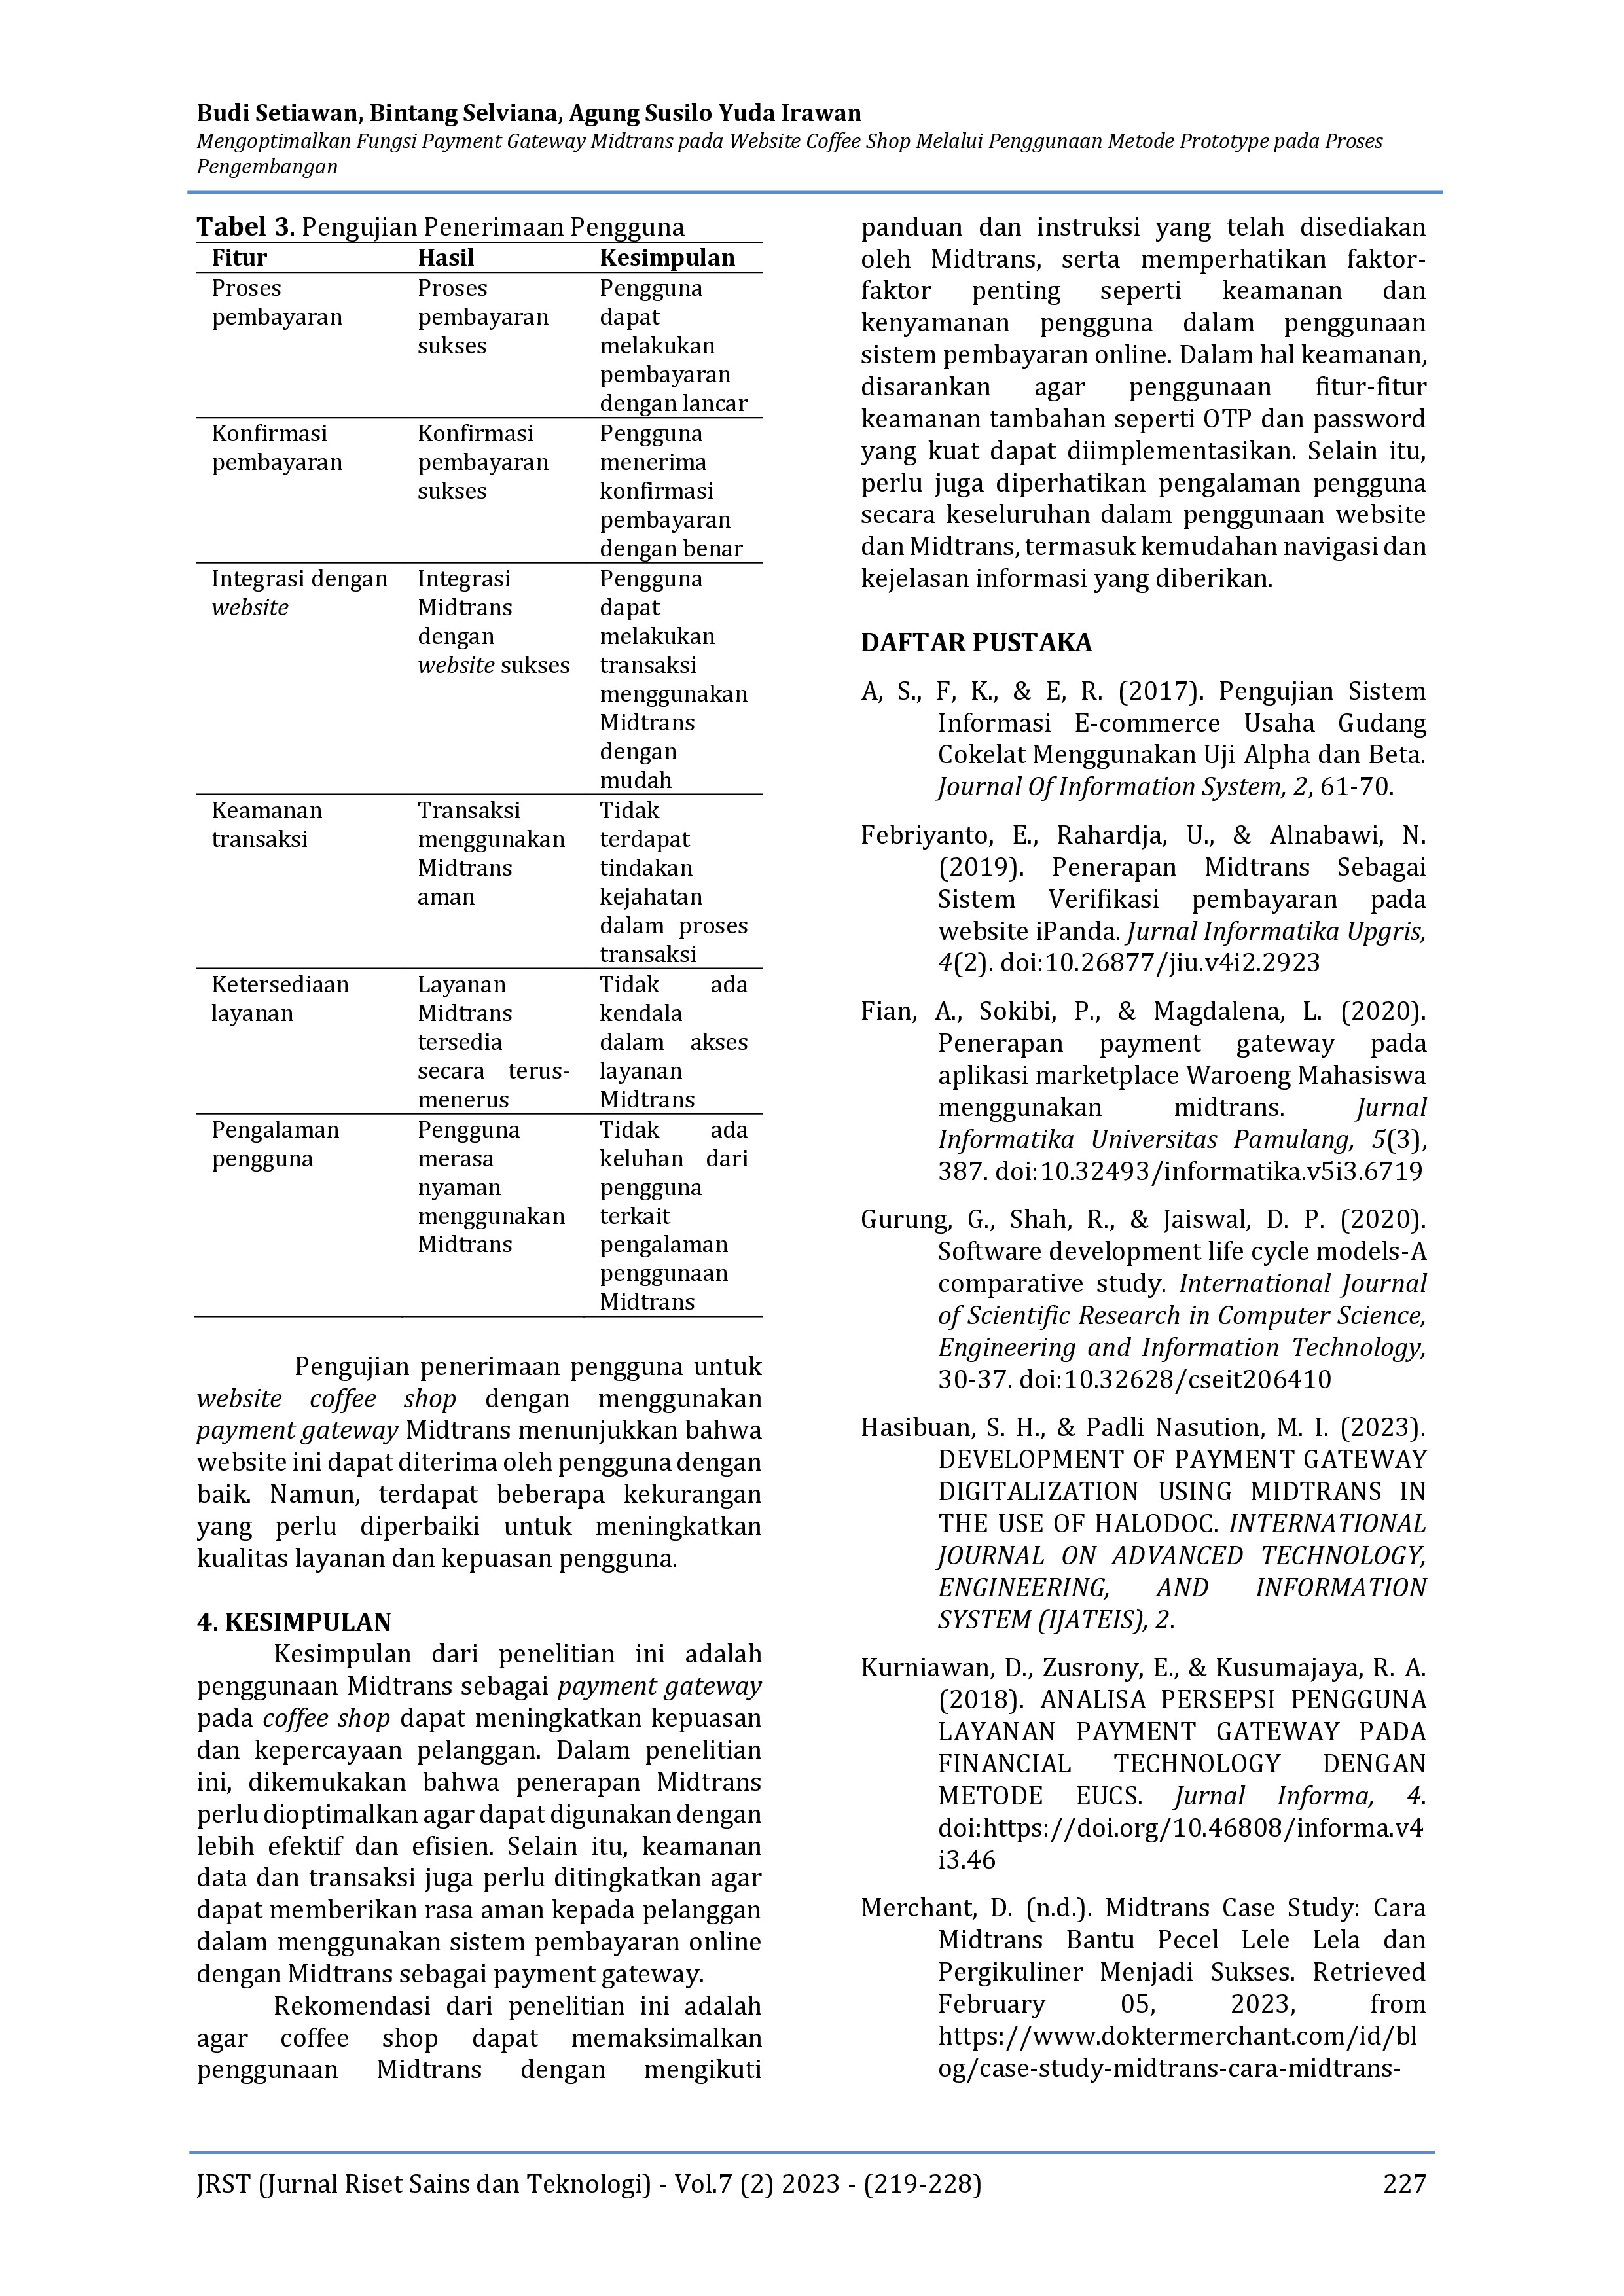 Budi Setiawan, Bintang Selviana, Agung Susilo Yuda Irawan
Mengoptimalkan Fungsi Payment Gateway Midtrans pada Website Coffee Shop Melalui Penggunaan Metode Prototype pada Proses
Pengembangan
Tabel 3. Pengujian Penerimaan Pengguna
Fitur Hasil Kesimpulan
Proses Proses Pengguna
pembayaran pembayaran dapat
sukses melakukan
pembayaran
dengan lancar
Konfirmasi Konfirmasi Pengguna
pembayaran pembayaran menerima
sukses konfirmasi
pembayaran
dengan benar
Integrasi dengan Integrasi Pengguna
website Midtrans dapat
dengan melakukan
website sukses transaksi
menggunakan
Midtrans
dengan
mudah
Keamanan Transaksi Tidak
transaksi menggunakan terdapat
Midtrans tindakan
aman kejahatan
dalam proses
transaksi
Ketersediaan Layanan Tidak ada
layanan Midtrans kendala
tersedia dalam akses
secara terus- layanan
menerus Midtrans
Pengalaman Pengguna Tidak ada
pengguna merasa keluhan dari
nyaman pengguna
menggunakan terkait
Midtrans pengalaman
penggunaan
Midtrans
Pengujian penerimaan pengguna untuk
website coffee shop dengan menggunakan
payment gateway Midtrans menunjukkan bahwa
website ini dapat diterima oleh pengguna dengan
baik. Namun, terdapat beberapa kekurangan
yang perlu diperbaiki untuk meningkatkan
kualitas layanan dan kepuasan pengguna.
4. KESIMPULAN
Kesimpulan dari penelitian ini adalah
penggunaan Midtrans sebagai payment gateway
pada coffee shop dapat meningkatkan kepuasan
dan kepercayaan pelanggan. Dalam penelitian
ini, dikemukakan bahwa penerapan Midtrans
perlu dioptimalkan agar dapat digunakan dengan
lebih efektif dan efisien. Selain itu, keamanan
data dan transaksi juga perlu ditingkatkan agar
dapat memberikan rasa aman kepada pelanggan
dalam menggunakan sistem pembayaran online
dengan Midtrans sebagai payment gateway.
Rekomendasi dari penelitian ini adalah
agar coffee shop dapat memaksimalkan
penggunaan Midtrans dengan mengikuti
panduan dan instruksi yang telah disediakan
oleh Midtrans, serta memperhatikan faktor-
faktor penting seperti keamanan dan
kenyamanan pengguna dalam penggunaan
sistem pembayaran online. Dalam hal keamanan,
disarankan agar penggunaan fitur-fitur
keamanan tambahan seperti OTP dan password
yang kuat dapat diimplementasikan. Selain itu,
perlu juga diperhatikan pengalaman pengguna
secara keseluruhan dalam penggunaan website
dan Midtrans, termasuk kemudahan navigasi dan
kejelasan informasi yang diberikan.
DAFTAR PUSTAKA
A, S., F, K., & E, R. (2017). Pengujian Sistem
Informasi E-commerce Usaha Gudang
Cokelat Menggunakan Uji Alpha dan Beta.
Journal Of Information System, 2, 61-70.
Febriyanto, E., Rahardja, U., & Alnabawi, N.
(2019). Penerapan Midtrans Sebagai
Sistem Verifikasi pembayaran pada
website iPanda. Jurnal Informatika Upgris,
4(2). doi:10.26877/jiu.v4i2.2923
Fian, A., Sokibi, P., & Magdalena, L. (2020).
Penerapan payment gateway pada
aplikasi marketplace Waroeng Mahasiswa
menggunakan midtrans. Jurnal
Informatika Universitas Pamulang, 5(3),
387. doi:10.32493/informatika.v5i3.6719
Gurung, G., Shah, R., & Jaiswal, D. P. (2020).
Software development life cycle models-A
comparative study. International Journal
of Scientific Research in Computer Science,
Engineering and Information Technology,
30-37. doi:10.32628/cseit206410
Hasibuan, S. H., & Padli Nasution, M. I. (2023).
DEVELOPMENT OF PAYMENT GATEWAY
DIGITALIZATION USING MIDTRANS IN
THE USE OF HALODOC. INTERNATIONAL
JOURNAL ON ADVANCED TECHNOLOGY,
ENGINEERING, AND INFORMATION
SYSTEM (IJATEIS), 2.
Kurniawan, D., Zusrony, E., & Kusumajaya, R. A.
(2018). ANALISA PERSEPSI PENGGUNA
LAYANAN PAYMENT GATEWAY PADA
FINANCIAL TECHNOLOGY DENGAN
METODE EUCS. Jurnal Informa, 4.
doi:https://doi.org/10.46808/informa.v4
i3.46
Merchant, D. (n.d.). Midtrans Case Study: Cara
Midtrans Bantu Pecel Lele Lela dan
Pergikuliner Menjadi Sukses. Retrieved
February 05, 2023, from
https://www.doktermerchant.com/id/bl
og/case-study-midtrans-cara-midtrans-
JRST (Jurnal Riset Sains dan Teknologi) - Vol.7 (2) 2023 - (219-228) 227